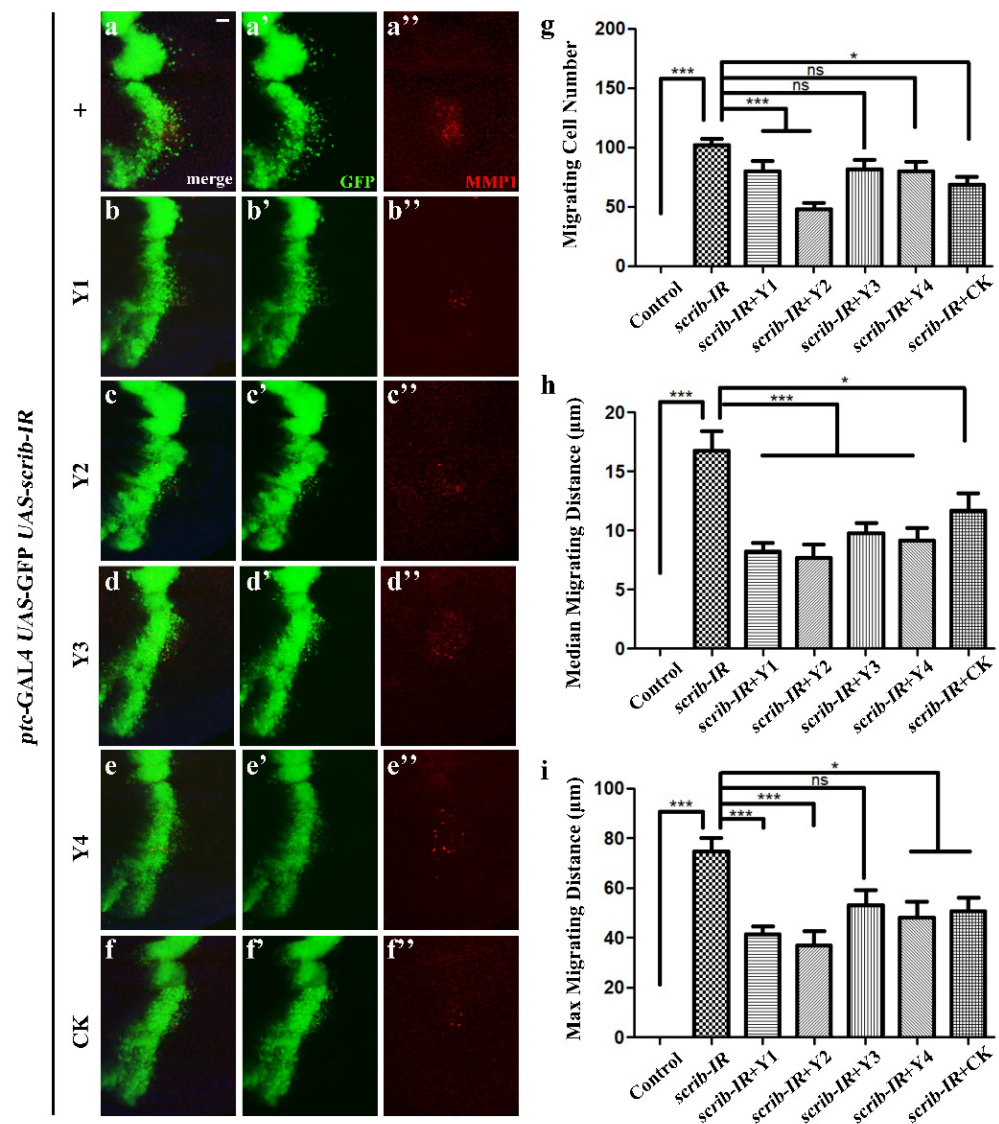 ptc-GAL4 UAS-GFP UAS-scrib-IR
+
a
merge
a’
GFP
a’’
MMP1
Y1
b
b’
b’’
Y2
c
c’
c’’
Y3
d
d’
d’’
Y4
e
e’
e’’
CK
f
f’
f’’
g
Migrating Cell Number
200
150
100
50
0
*
ns
***
ns
***
Control
scrib-IR
scrib-IR+Y1
scrib-IR+Y2
scrib-IR+Y3
scrib-IR+Y4
scrib-IR+CK
h
Median Migrating Distance (μm)
20
15
10
5
0
*
***
***
Control
scrib-IR
scrib-IR+Y1
scrib-IR+Y2
scrib-IR+Y3
scrib-IR+Y4
scrib-IR+CK
i
Max Migrating Distance (μm)
100
80
60
40
20
0
*
ns
***
***
***
Control
scrib-IR
scrib-IR+Y1
scrib-IR+Y2
scrib-IR+Y3
scrib-IR+Y4
scrib-IR+CK